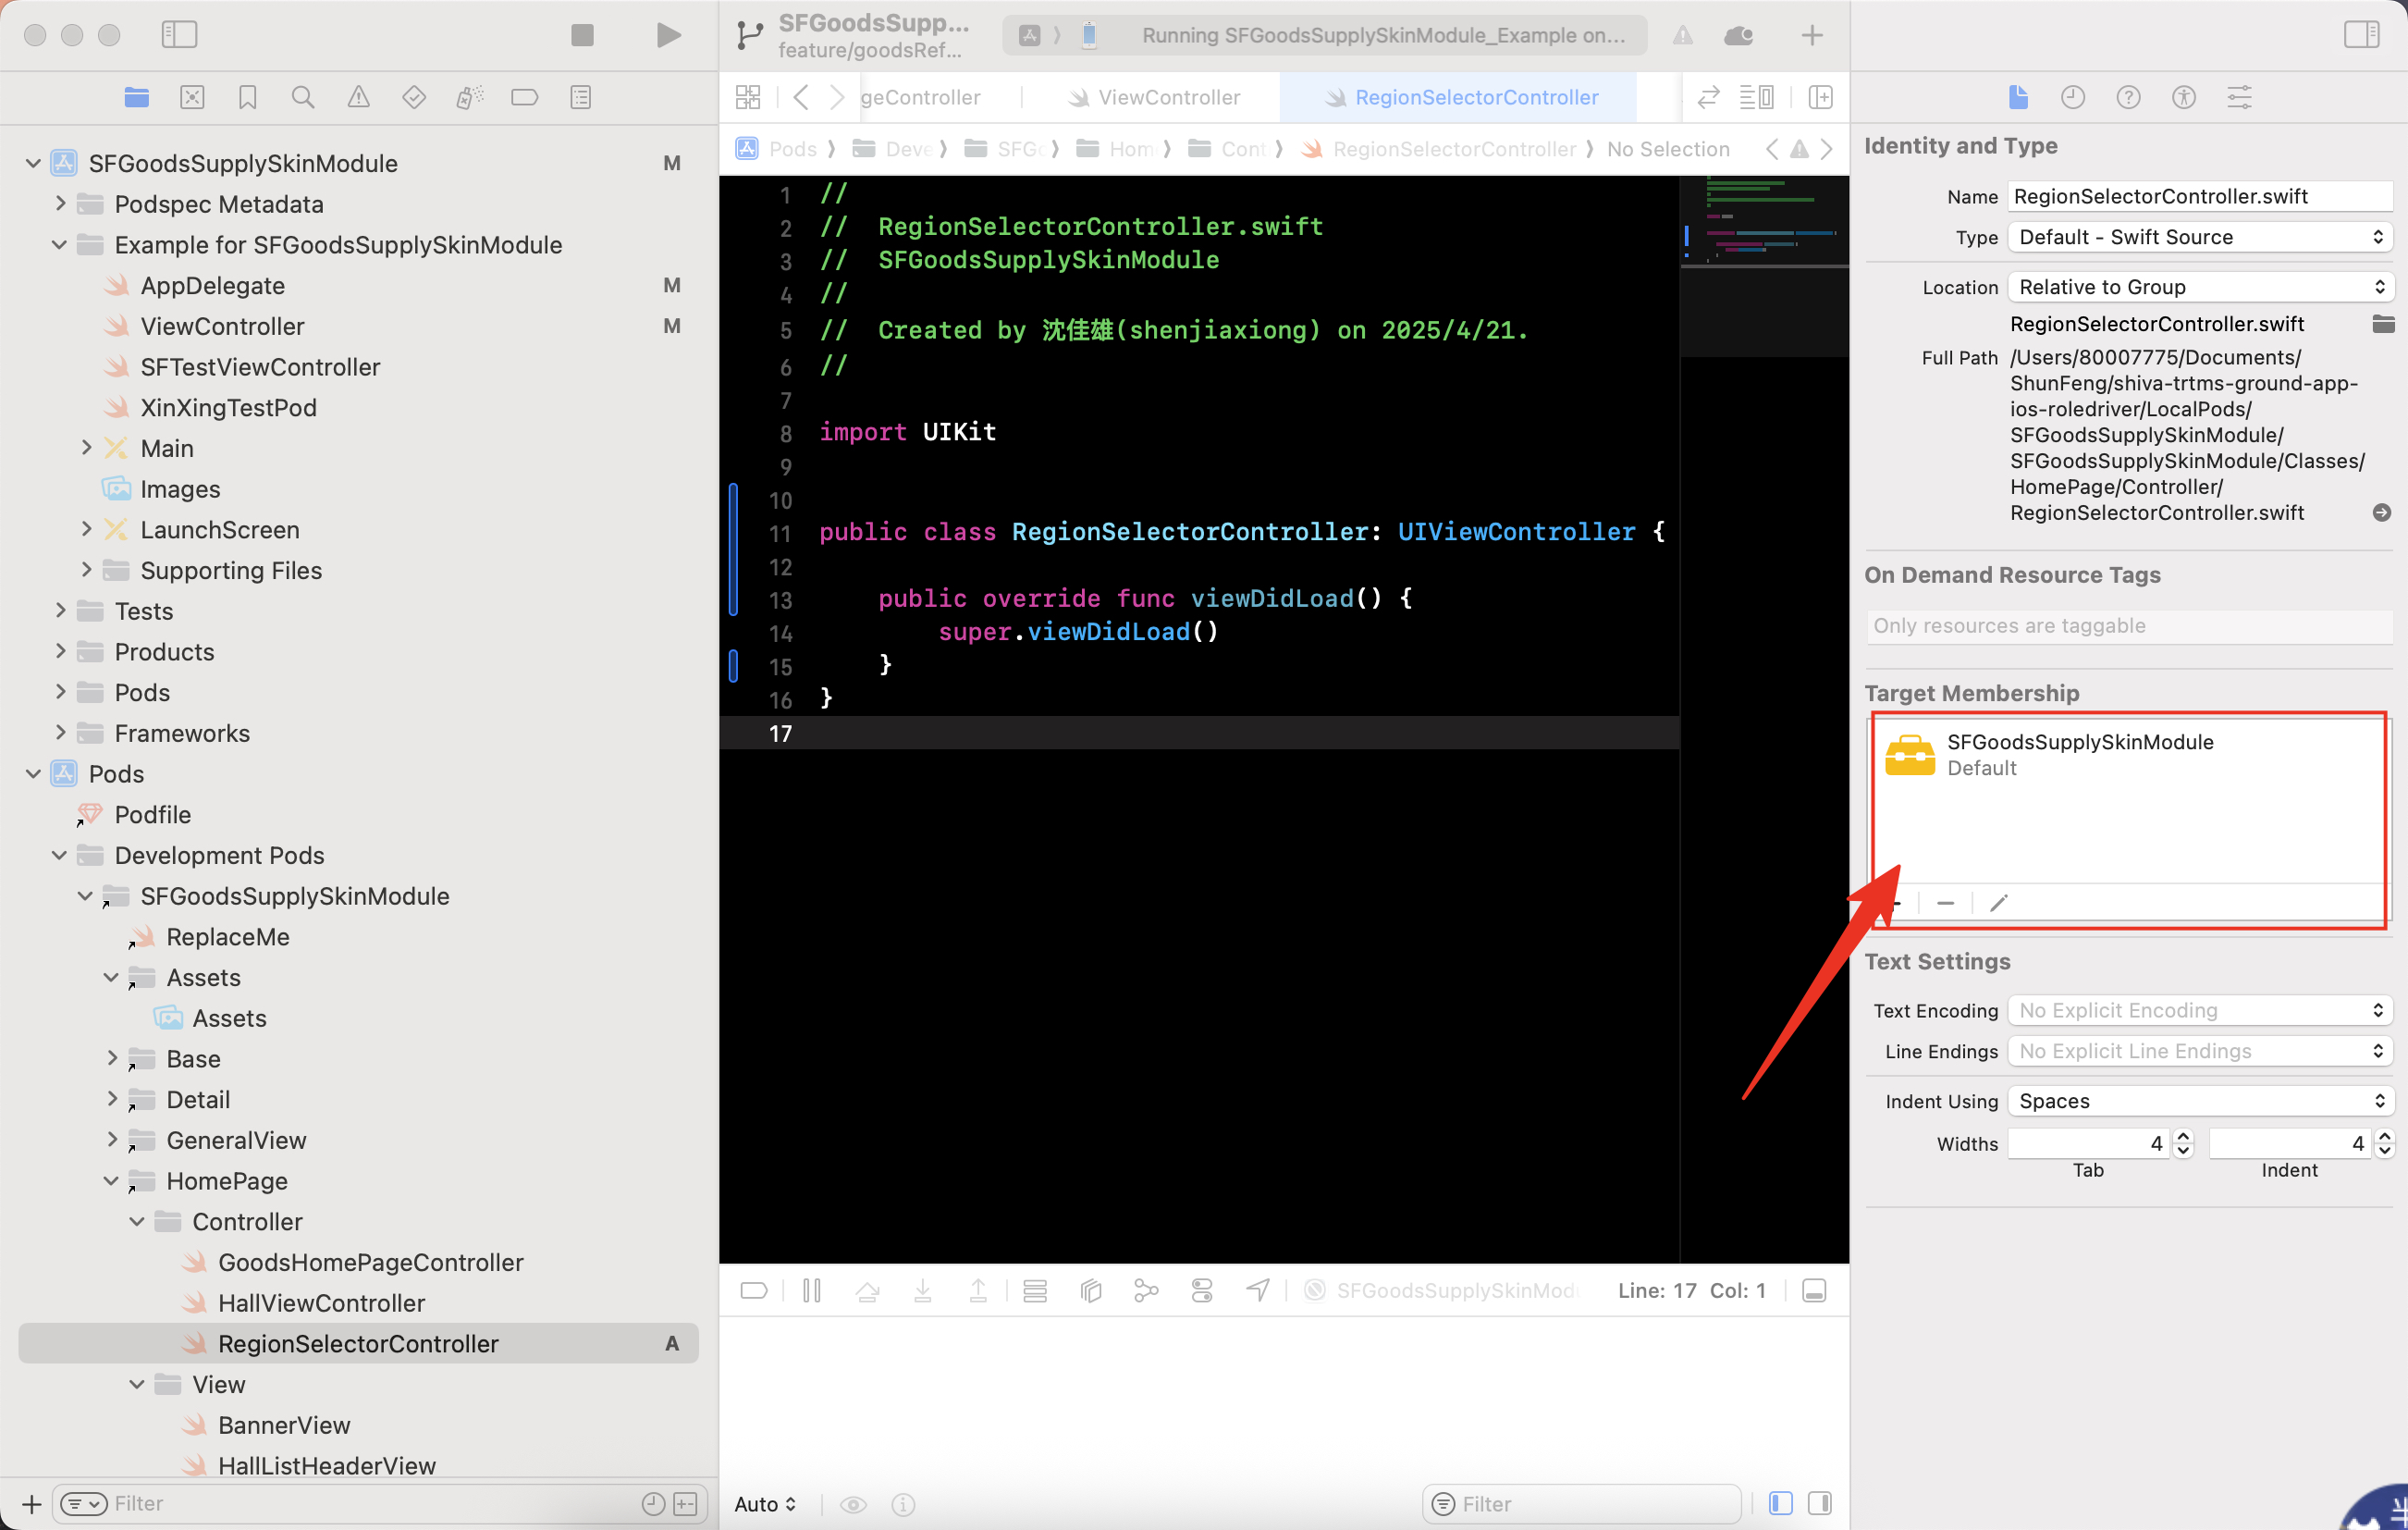 SFGoodsSupp...
feature/goodsRef...
Running SFGoodsSupplySkinModule_Example on...
geController
ViewController
RegionSelectorController
Pods
Deve
SFG
Hom
Cont
RegionSelectorController
No Selection
SFGoodsSupplySkinModule M
Podspec Metadata
Example for SFGoodsSupplySkinModule
AppDelegate M
ViewController M
SFTestViewController
XinXingTestPod
Main
Images
LaunchScreen
Supporting Files
Tests
Products
Pods
Frameworks
Pods
Podfile
Development Pods
SFGoodsSupplySkinModule
ReplaceMe
Assets
Assets
Base
Detail
GeneralView
HomePage
Controller
GoodsHomePageController
HallViewController
RegionSelectorController A
View
BannerView
HallListHeaderView
Filter
1 //
2 // RegionSelectorController.swift
3 // SFGoodsSupplySkinModule
4 //
5 // Created by 沈佳雄(shenjiaxiong) on 2025/4/21.
6 //
7
8 import UIKit
9
10
11 public class RegionSelectorController: UIViewController {
12
13 public override func viewDidLoad() {
14 super.viewDidLoad()
15 }
16 }
17
SFGoodsSupplySkinMod
Line: 17 Col: 1
Auto
Filter
Identity and Type
Name RegionSelectorController.swift
Type Default - Swift Source
Location Relative to Group
RegionSelectorController.swift
Full Path /Users/80007775/Documents/
ShunFeng/shiva-trtms-ground-app-
ios-roledriver/LocalPods/
SFGoodsSupplySkinModule/
SFGoodsSupplySkinModule/Classes/
HomePage/Controller/
RegionSelectorController.swift
On Demand Resource Tags
Only resources are taggable
Target Membership
SFGoodsSupplySkinModule
Default
Text Settings
Text Encoding No Explicit Encoding
Line Endings No Explicit Line Endings
Indent Using Spaces
Widths 4 4
Tab Indent